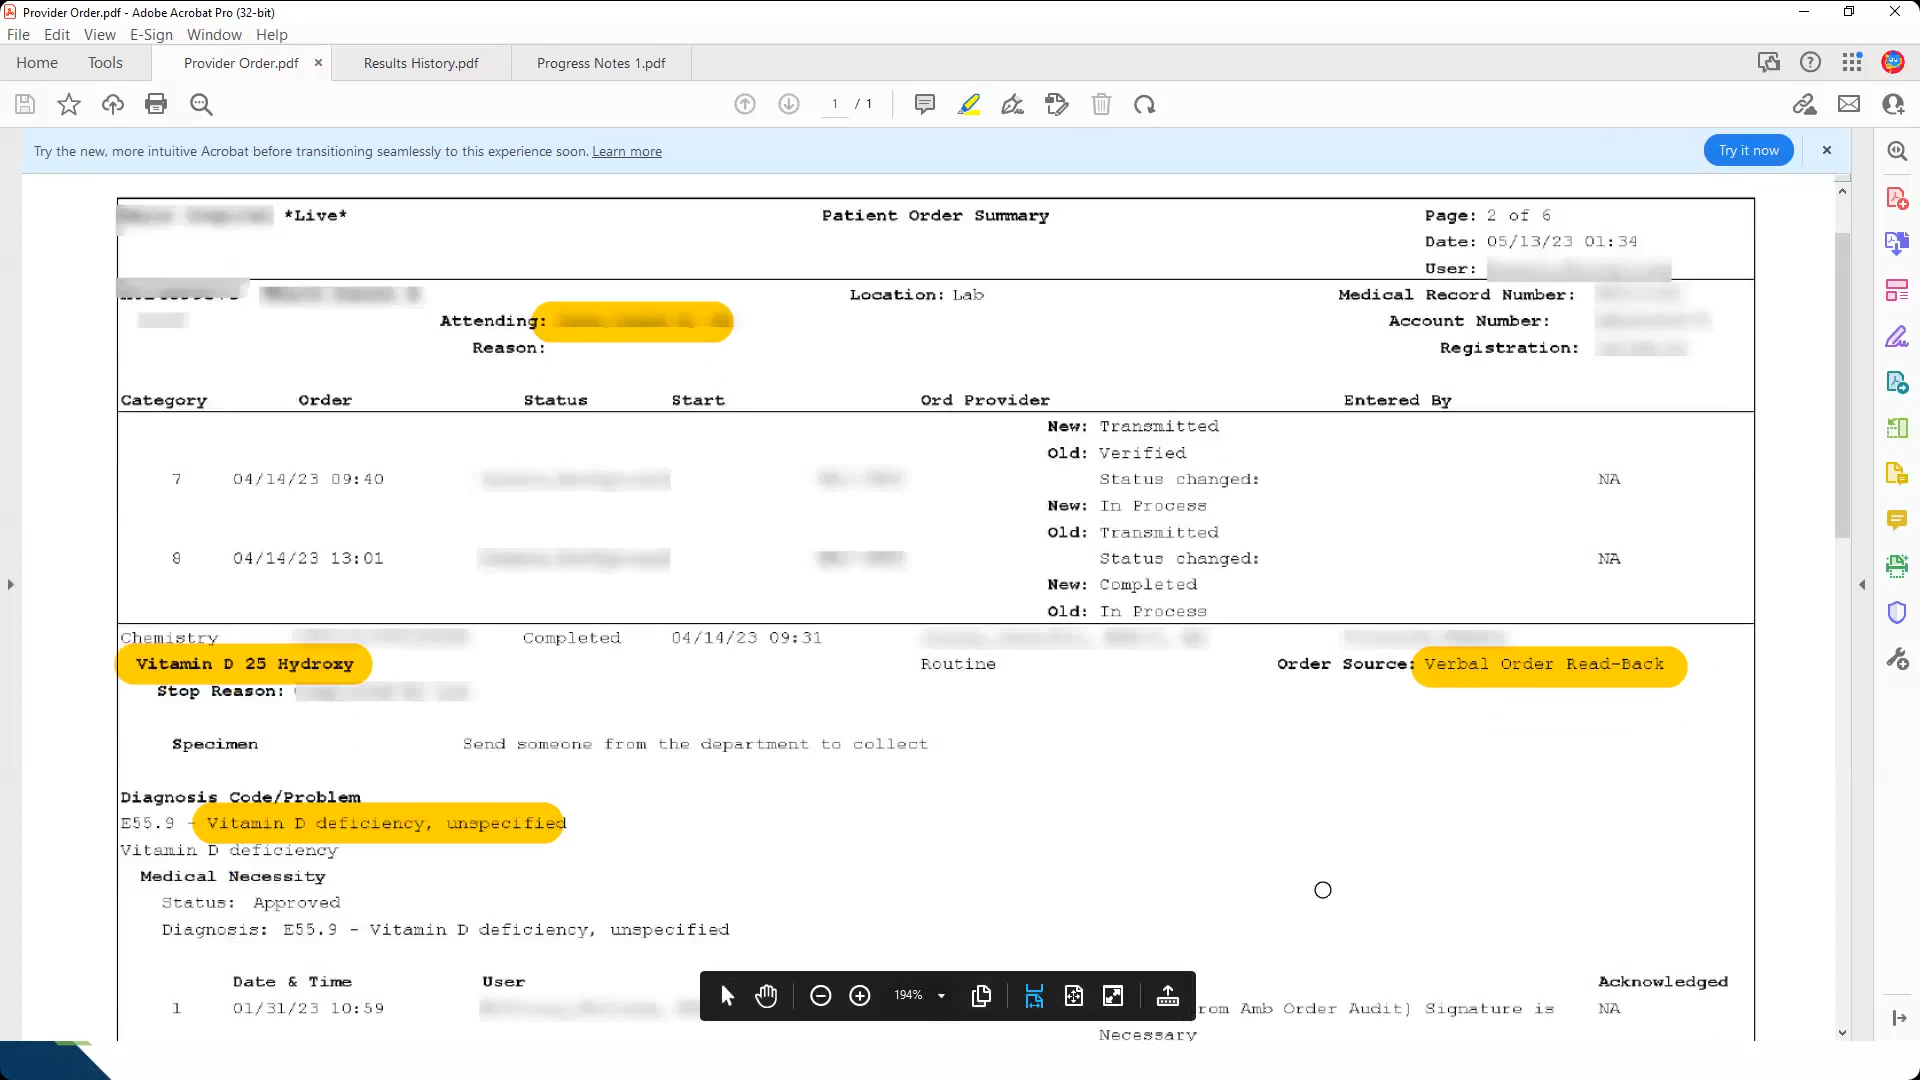 Provider Order.pdf - Adobe Acrobat Pro (32-bit)
File Edit View E-Sign Window Help
Home Tools Provider Order.pdf × Results History.pdf Progress Notes 1.pdf
1 / 1
Try the new, more intuitive Acrobat before transitioning seamlessly to this experience soon. Learn more Try it now
*Live* Patient Order Summary Page: 2 of 6
Date: 05/13/23 01:34
User:
Location: Lab Medical Record Number:
Attending: Account Number:
Reason: Registration:
Category Order Status Start Ord Provider Entered By
New: Transmitted
Old: Verified
7 04/14/23 09:40 Status changed: NA
New: In Process
Old: Transmitted
8 04/14/23 13:01 Status changed: NA
New: Completed
Old: In Process
Chemistry Completed 04/14/23 09:31
Vitamin D 25 Hydroxy Routine Order Source: Verbal Order Read-Back
Stop Reason:
Specimen Send someone from the department to collect
Diagnosis Code/Problem
E55.9 - Vitamin D deficiency, unspecified
Vitamin D deficiency
Medical Necessity
Status: Approved
Diagnosis: E55.9 - Vitamin D deficiency, unspecified
Date & Time User Acknowledged
194%
1 01/31/23 10:59 rom Amb Order Audit) Signature is NA
Necessary